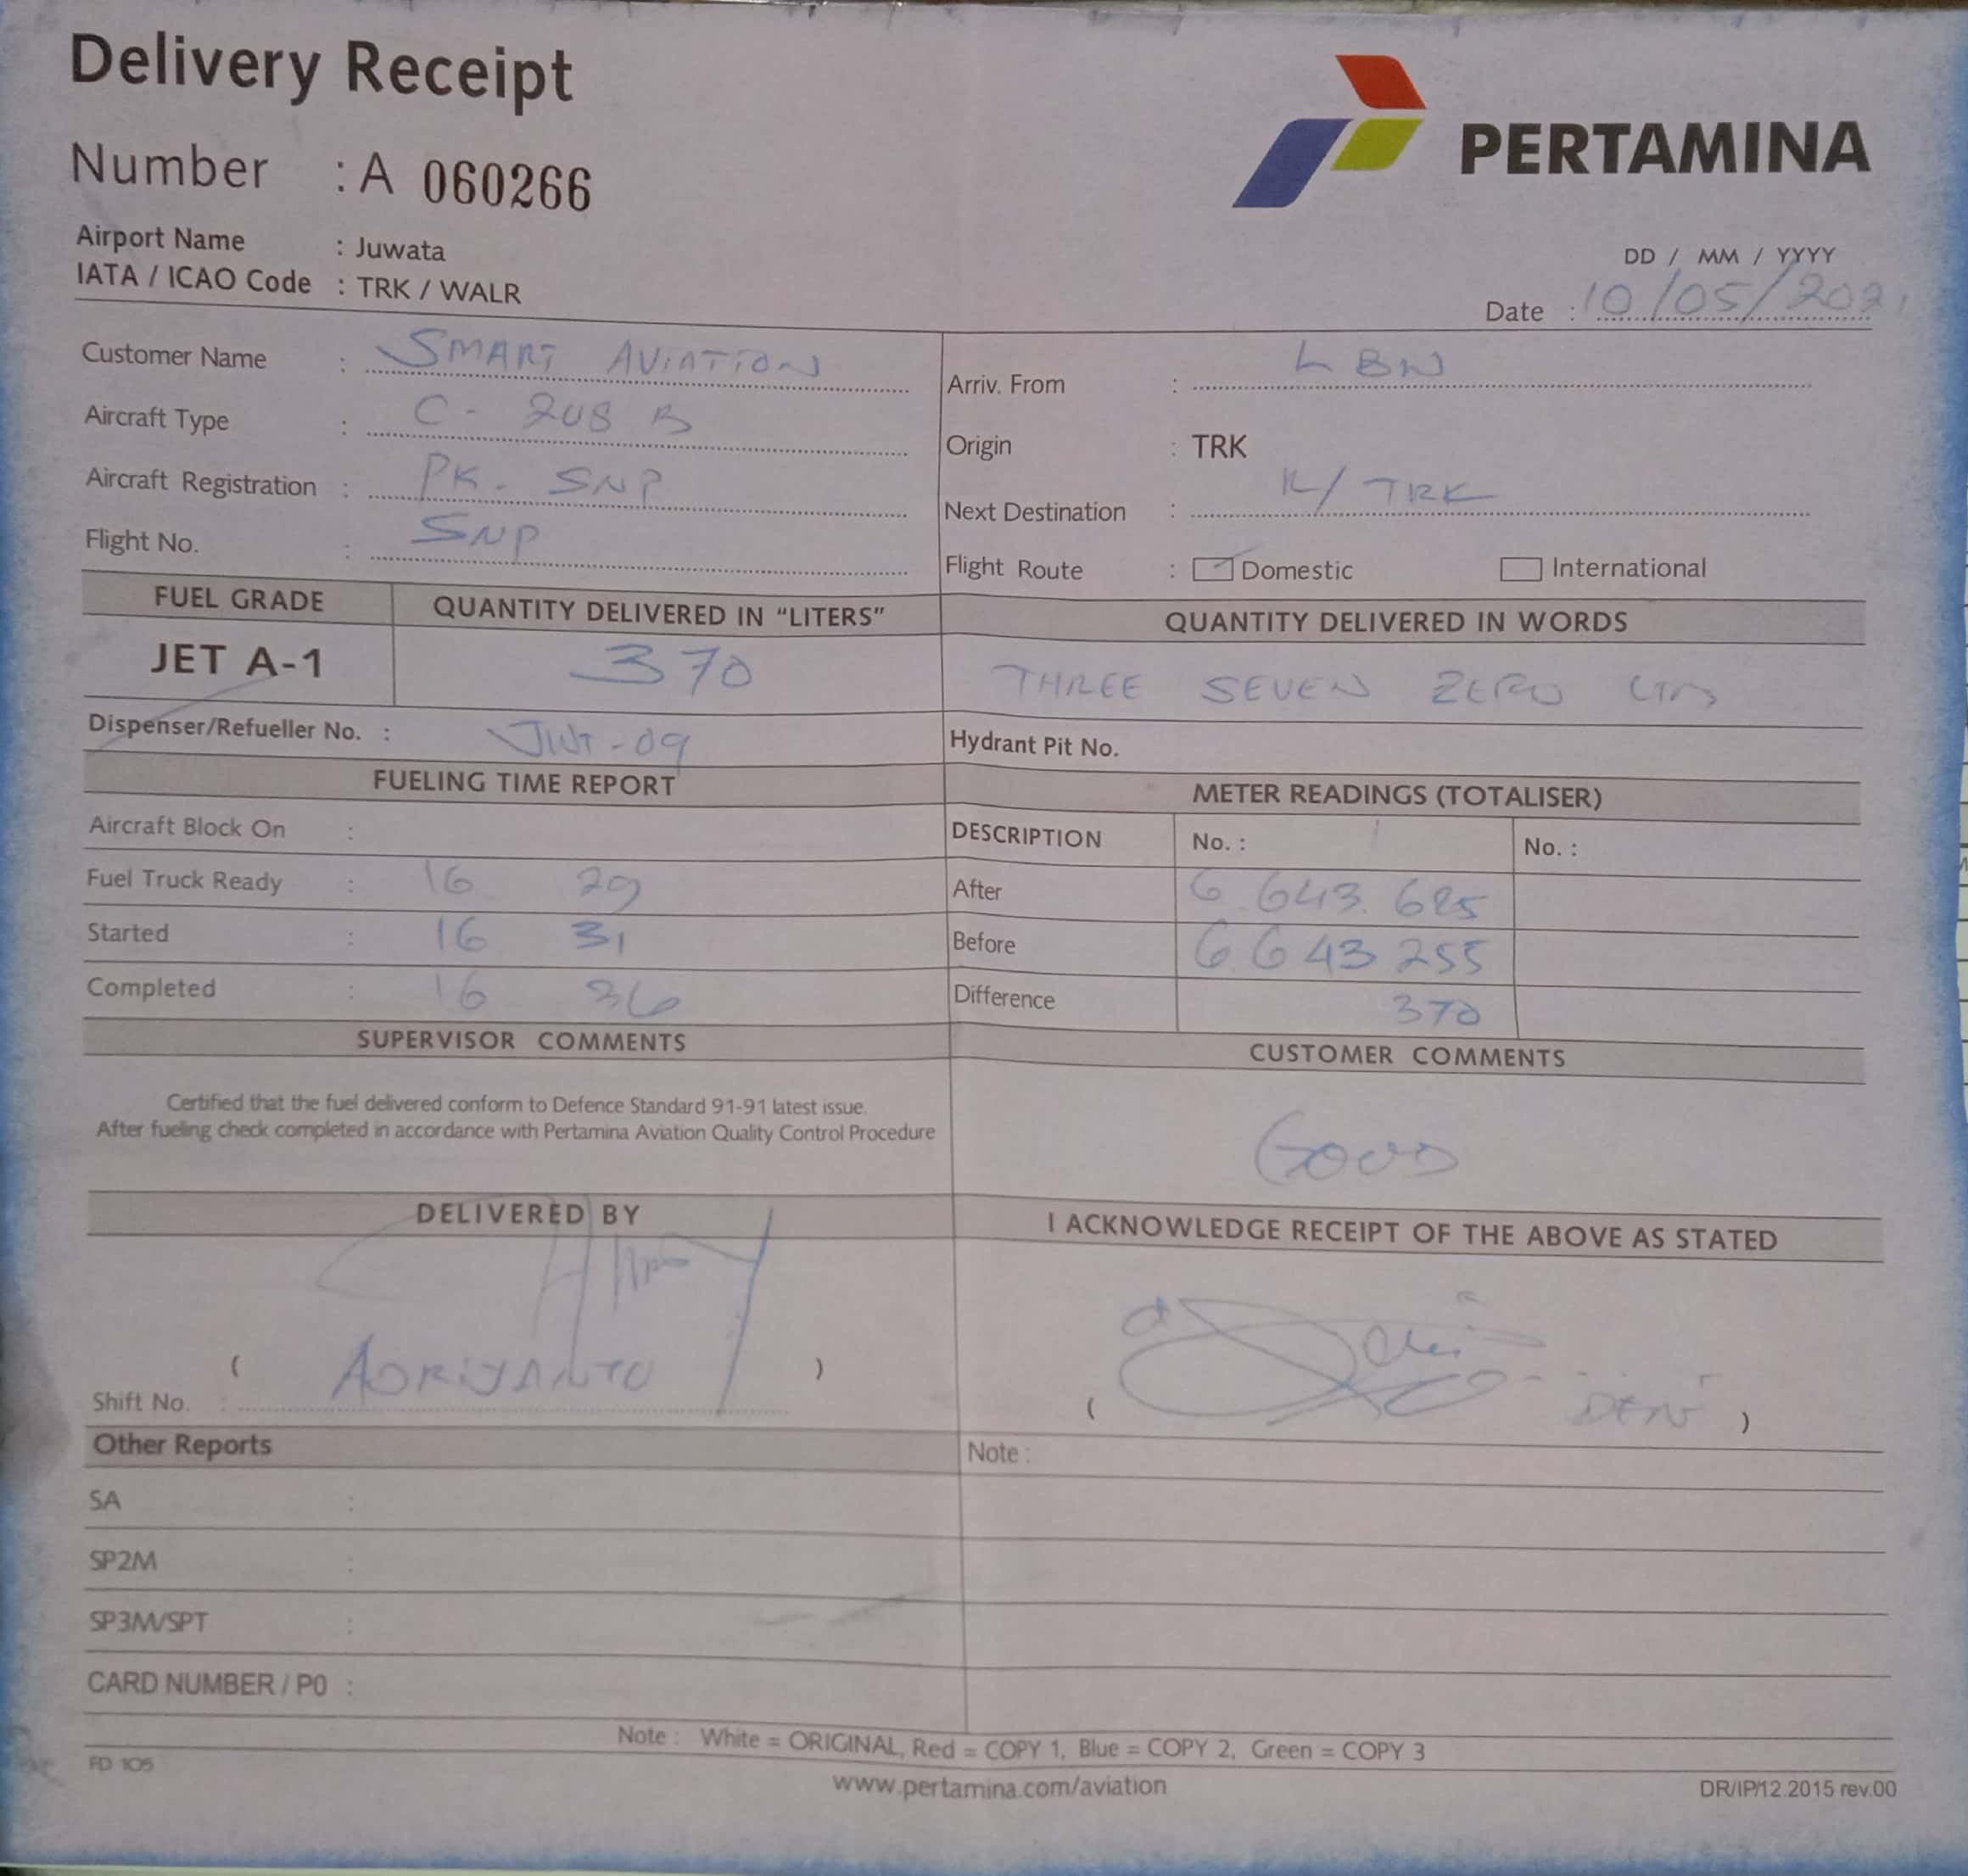 Delivery Receipt
PERTAMINA
Number : A 060266
Airport Name : Juwata
IATA / ICAO Code : TRK / WALR
DD / MM / YYYY
Date : 10/05/2021
Customer Name : SMART AVIATION
Aircraft Type : C- 208 B
Aircraft Registration : PK- SNP
Flight No. : SNP
Arriv. From : LBN
Origin : TRK
Next Destination : K/TRK
Flight Route : Domestic International
FUEL GRADE QUANTITY DELIVERED IN "LITERS" QUANTITY DELIVERED IN WORDS
JET A-1 370 THREE SEVEN ZERO LTR
Dispenser/Refueller No. : JWT-09 Hydrant Pit No.
FUELING TIME REPORT
Aircraft Block On :
Fuel Truck Ready : 16 29
Started : 16 31
Completed : 16 36
METER READINGS (TOTALISER)
DESCRIPTION No. : 1 No. :
After 6.643.625
Before 6.643 255
Difference 370
SUPERVISOR COMMENTS
Certified that the fuel delivered conform to Defence Standard 91-91 latest issue.
After fueling check completed in accordance with Pertamina Aviation Quality Control Procedure
CUSTOMER COMMENTS
GOOD
DELIVERED BY
( ADRIYANTO )
Shift No. :
I ACKNOWLEDGE RECEIPT OF THE ABOVE AS STATED
( )
Other Reports
SA :
SP2M :
SP3M/SPT :
CARD NUMBER / PO :
Note :
Note : White = ORIGINAL, Red = COPY 1, Blue = COPY 2, Green = COPY 3
FD 105
www.pertamina.com/aviation
DR/IP/12.2015 rev.00